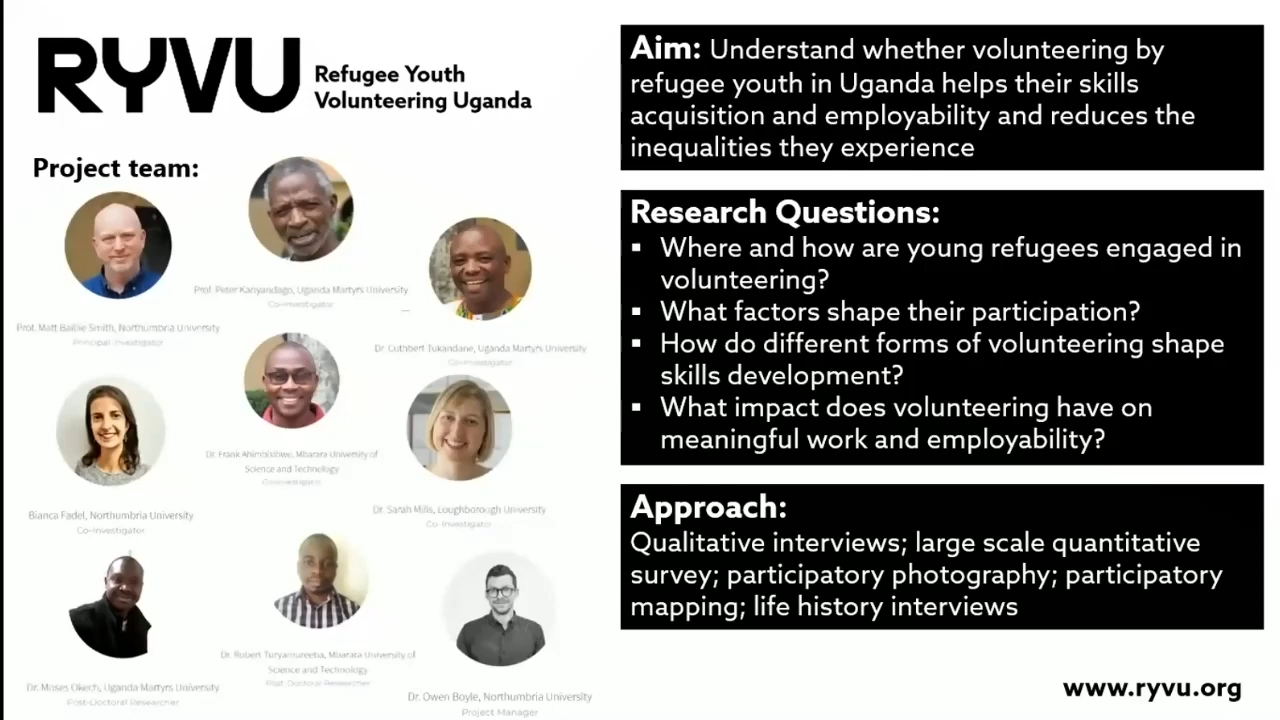 RYVU
Refugee Youth
Volunteering Uganda
Project team:
Prof. Matt Baillie Smith, Northumbria University
Principal Investigator
Prof. Peter Kanyandago, Uganda Martyrs University
Co-Investigator
Dr. Cuthbert Tukundane, Uganda Martyrs University
Co-Investigator
Bianca Fadel, Northumbria University
Co-Investigator
Dr. Frank Ahimbisibwe, Mbarara University of
Science and Technology
Co-Investigator
Dr. Sarah Mills, Loughborough University
Co-Investigator
Dr. Moses Okech, Uganda Martyrs University
Post-Doctoral Researcher
Dr. Robert Turyamureeba, Mbarara University of
Science and Technology
Post-Doctoral Researcher
Dr. Owen Boyle, Northumbria University
Project Manager
Aim: Understand whether volunteering by
refugee youth in Uganda helps their skills
acquisition and employability and reduces the
inequalities they experience
Research Questions:
▪ Where and how are young refugees engaged in
volunteering?
▪ What factors shape their participation?
▪ How do different forms of volunteering shape
skills development?
▪ What impact does volunteering have on
meaningful work and employability?
Approach:
Qualitative interviews; large scale quantitative
survey; participatory photography; participatory
mapping; life history interviews
www.ryvu.org